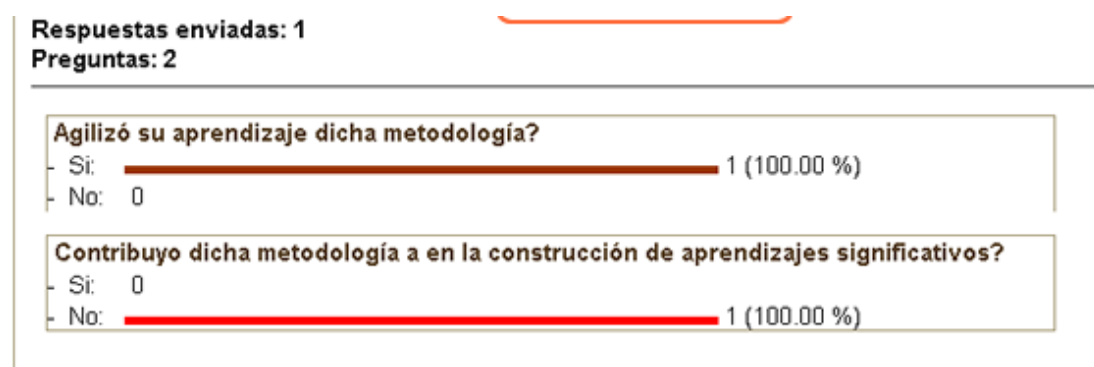 Respuestas enviadas: 1
Preguntas: 2
Agilizó su aprendizaje dicha metodología?
- Si: 1 (100.00 %)
- No: 0
Contribuyo dicha metodología a en la construcción de aprendizajes significativos?
- Si: 0
- No: 1 (100.00 %)